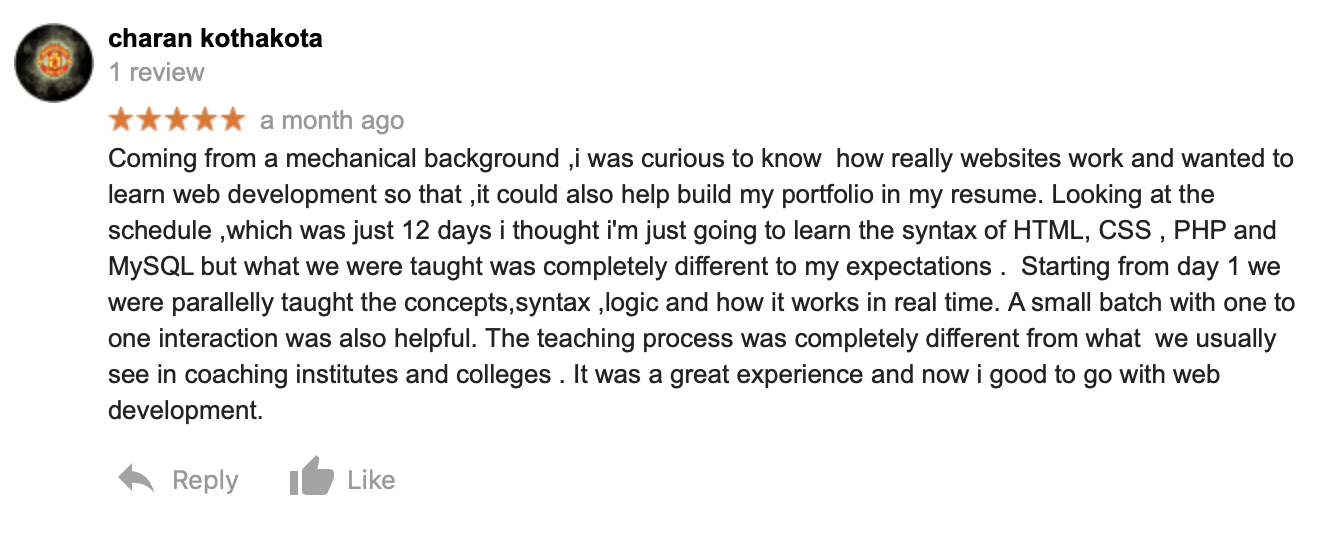 charan kothakota
1 review
a month ago
Coming from a mechanical background ,i was curious to know  how really websites work and wanted to
learn web development so that ,it could also help build my portfolio in my resume. Looking at the
schedule ,which was just 12 days i thought i'm just going to learn the syntax of HTML, CSS , PHP and
MySQL but what we were taught was completely different to my expectations .  Starting from day 1 we
were parallelly taught the concepts,syntax ,logic and how it works in real time. A small batch with one to
one interaction was also helpful. The teaching process was completely different from what  we usually
see in coaching institutes and colleges . It was a great experience and now i good to go with web
development.
Reply Like